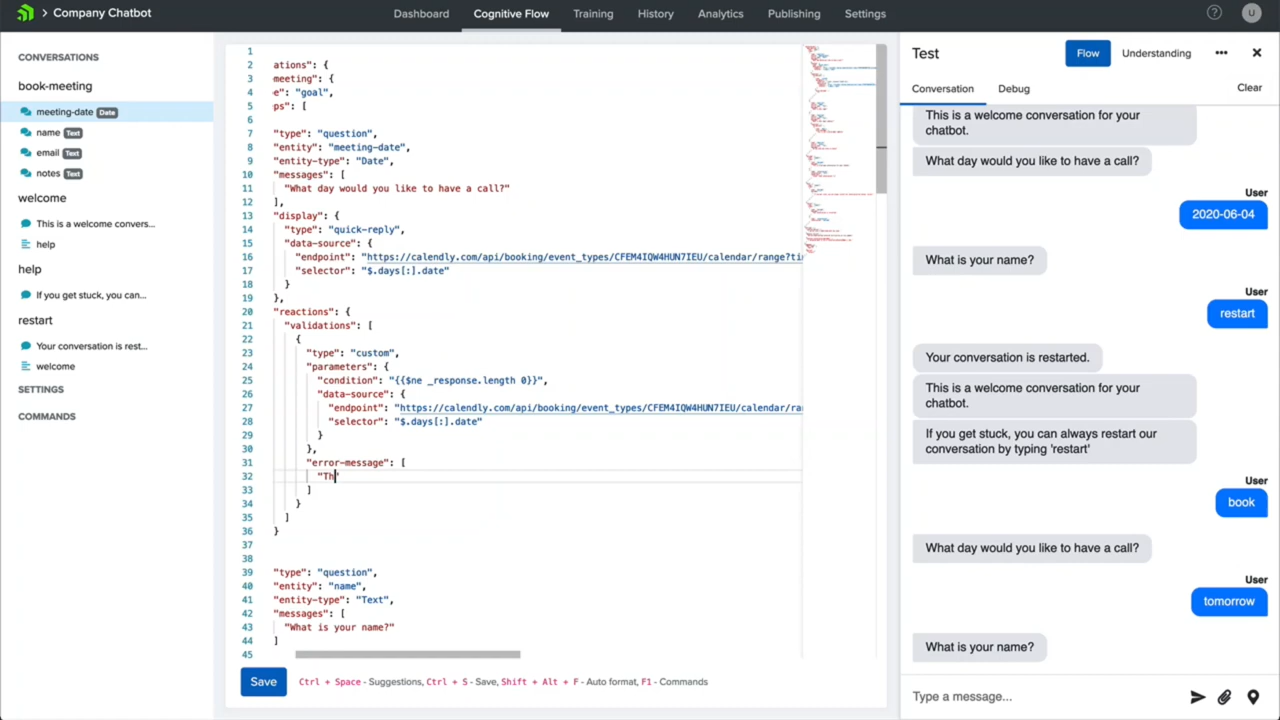 Company Chatbot
Dashboard
Cognitive Flow
Training
History
Analytics
Publishing
Settings
?
U
CONVERSATIONS
book-meeting
meeting-date Date
name Text
email Text
notes Text
welcome
This is a welcome convers...
help
help
If you get stuck, you can...
restart
Your conversation is rest...
welcome
SETTINGS
COMMANDS
1
2 ations": {
3 meeting": {
4 e": "goal",
5 ps": [
6
7 "type": "question",
8 "entity": "meeting-date",
9 "entity-type": "Date",
10 "messages": [
11 "What day would you like to have a call?"
12 ],
13 "display": {
14 "type": "quick-reply",
15 "data-source": {
16 "endpoint": "https://calendly.com/api/booking/event_types/CFEM4IQW4HUN7IEU/calendar/range?ti
17 "selector": "$.days[:].date"
18 }
19 },
20 "reactions": {
21 "validations": [
22 {
23 "type": "custom",
24 "parameters": {
25 "condition": "{{$ne _response.length 0}}",
26 "data-source": {
27 "endpoint": "https://calendly.com/api/booking/event_types/CFEM4IQW4HUN7IEU/calendar/ra
28 "selector": "$.days[:].date"
29 }
30 },
31 "error-message": [
32 "Th"
33 ]
34 }
35 ]
36 }
37
38
39 "type": "question",
40 "entity": "name",
41 "entity-type": "Text",
42 "messages": [
43 "What is your name?"
44 ]
45
Save
Ctrl + Space - Suggestions, Ctrl + S - Save, Shift + Alt + F - Auto format, F1 - Commands
Test
Flow
Understanding
Conversation
Debug
Clear
This is a welcome conversation for your
chatbot.
What day would you like to have a call?
User
2020-06-04
What is your name?
User
restart
Your conversation is restarted.
This is a welcome conversation for your
chatbot.
If you get stuck, you can always restart our
conversation by typing 'restart'
User
book
What day would you like to have a call?
User
tomorrow
What is your name?
Type a message...